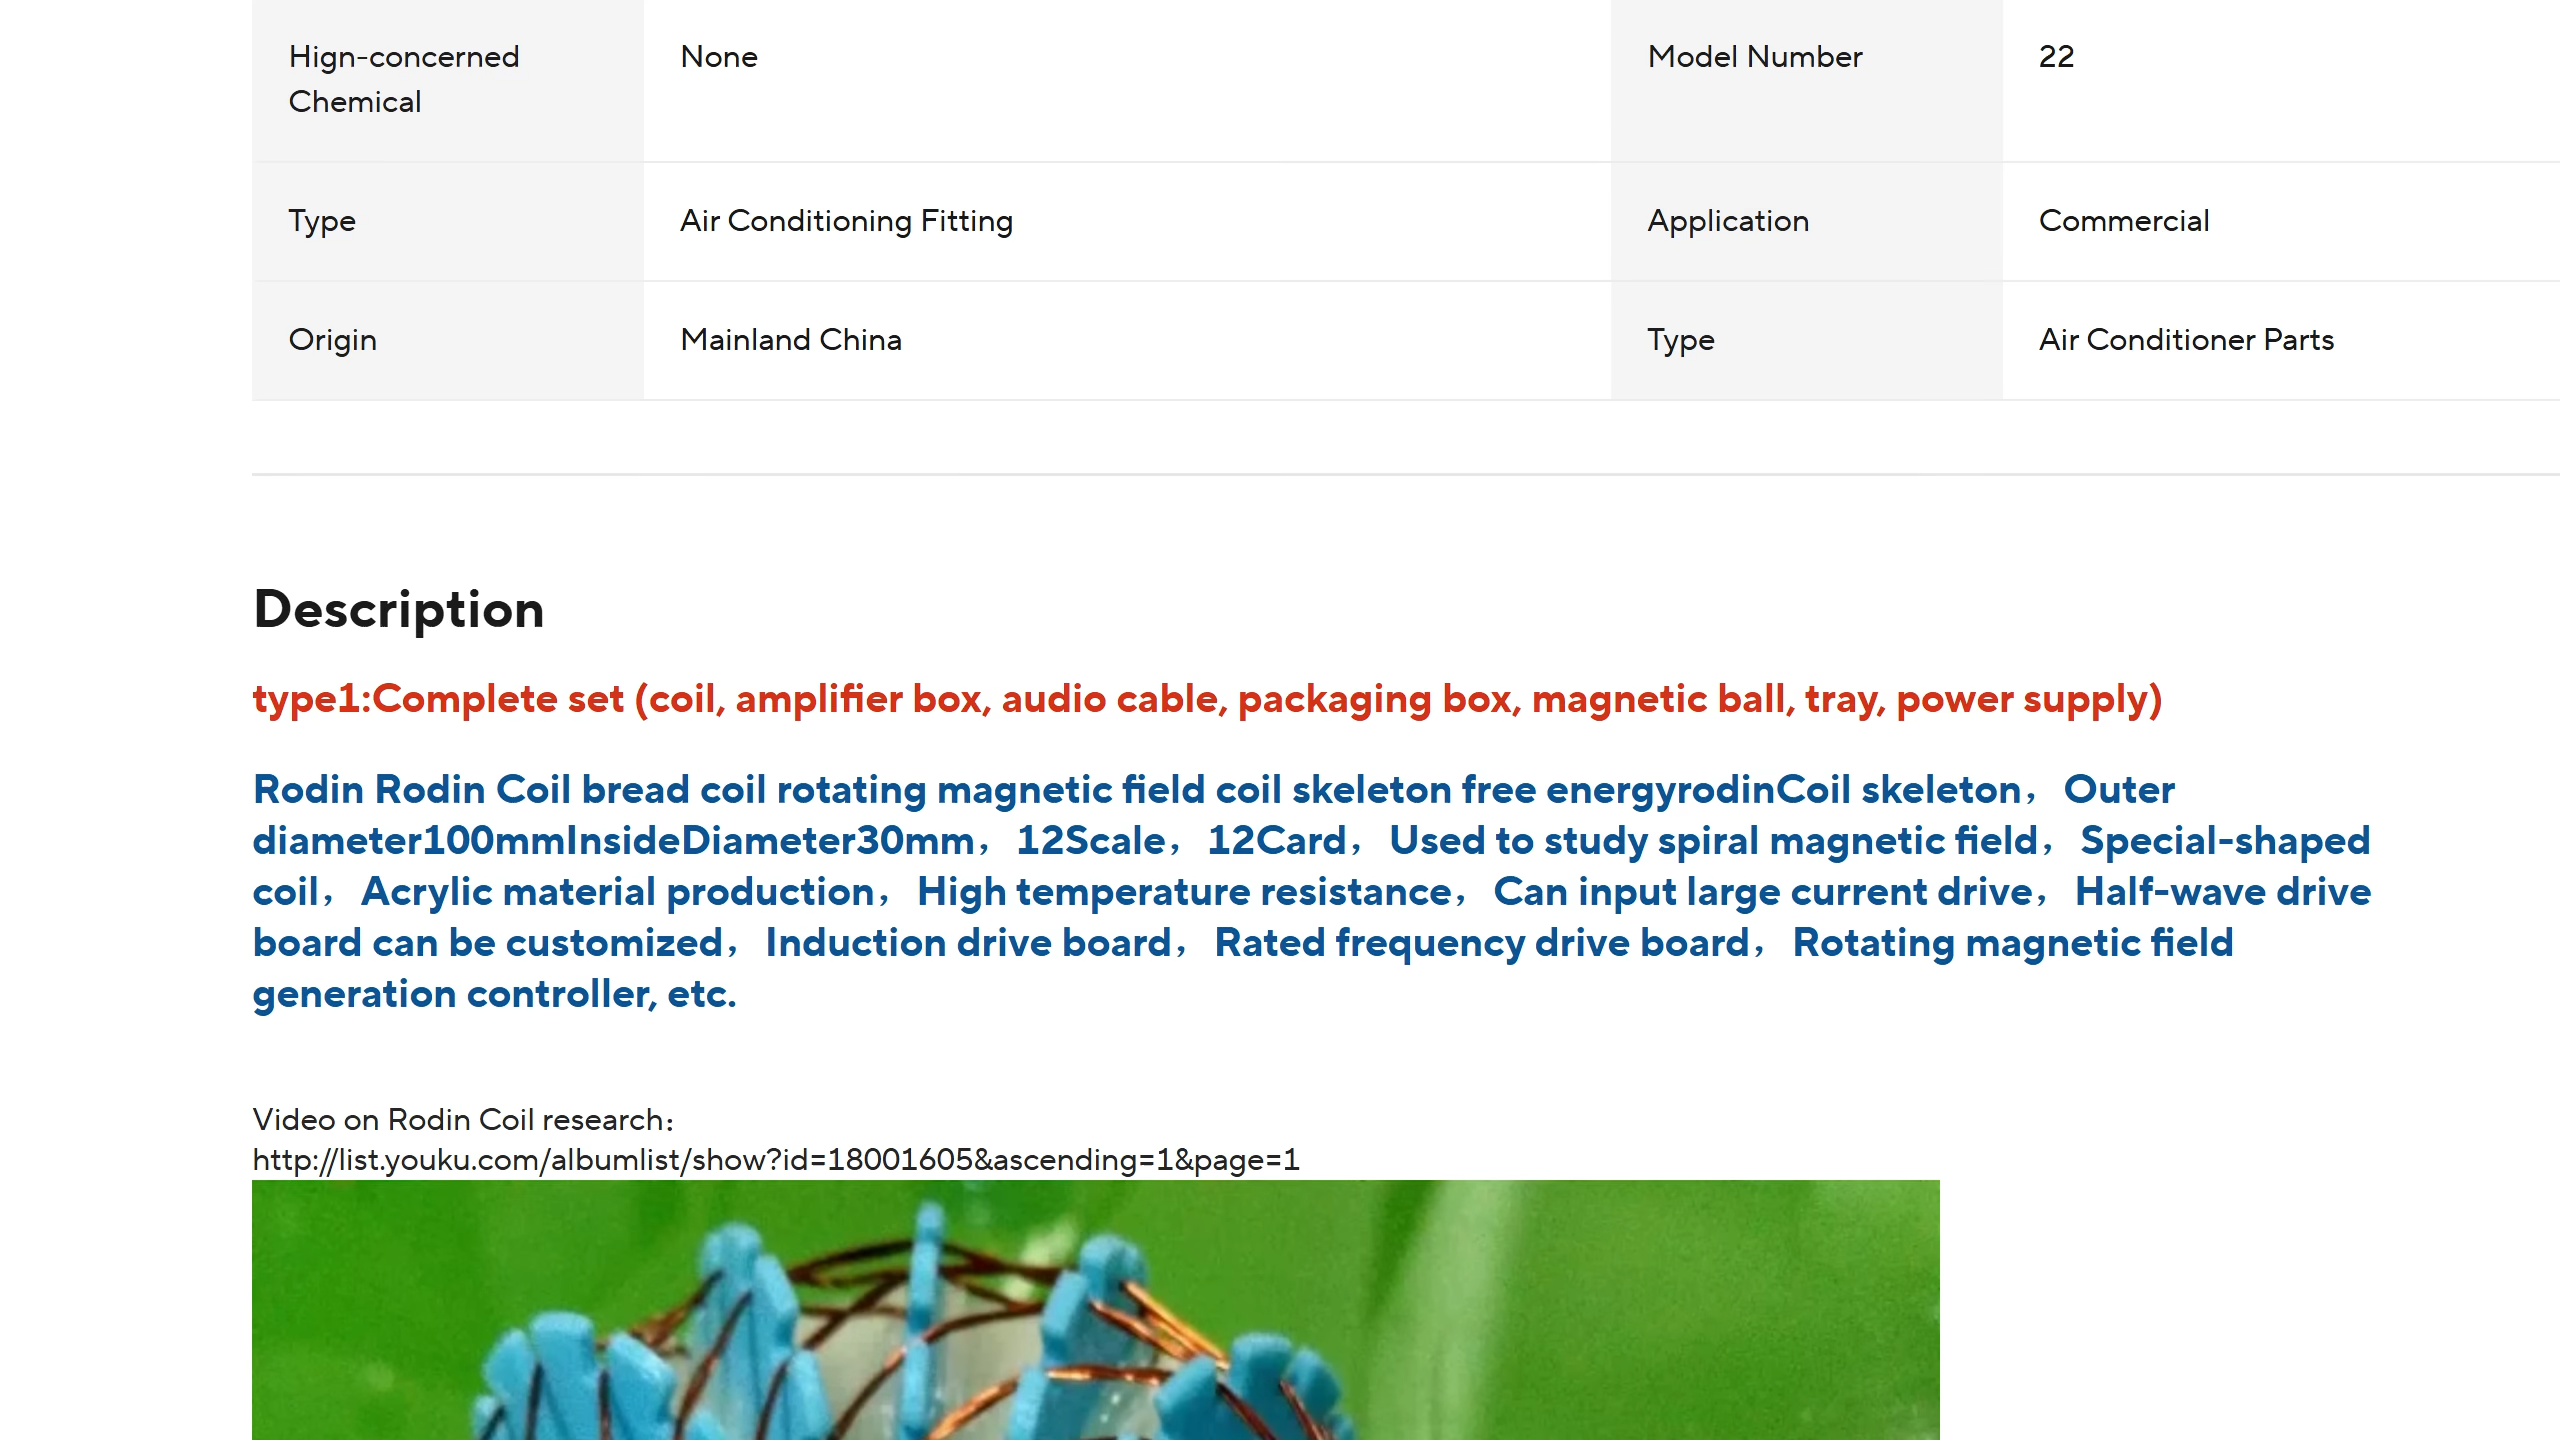 Hign-concerned Chemical None Model Number 22
Type Air Conditioning Fitting Application Commercial
Origin Mainland China Type Air Conditioner Parts
Description
type1:Complete set (coil, amplifier box, audio cable, packaging box, magnetic ball, tray, power supply)
Rodin Rodin Coil bread coil rotating magnetic field coil skeleton free energyrodinCoil skeleton，Outer
diameter100mmInsideDiameter30mm，12Scale，12Card，Used to study spiral magnetic field，Special-shaped
coil，Acrylic material production，High temperature resistance，Can input large current drive，Half-wave drive
board can be customized，Induction drive board，Rated frequency drive board，Rotating magnetic field
generation controller, etc.
Video on Rodin Coil research：
http://list.youku.com/albumlist/show?id=18001605&ascending=1&page=1